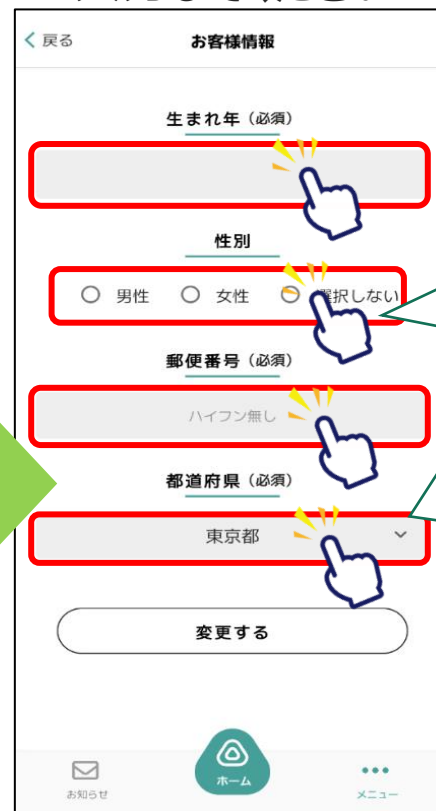 戻る お客様情報
生まれ年（必須）
性別
男性 女性 選択しない
郵便番号（必須）
ハイフン無し
都道府県（必須）
東京都
変更する
お知らせ ホーム メニュー